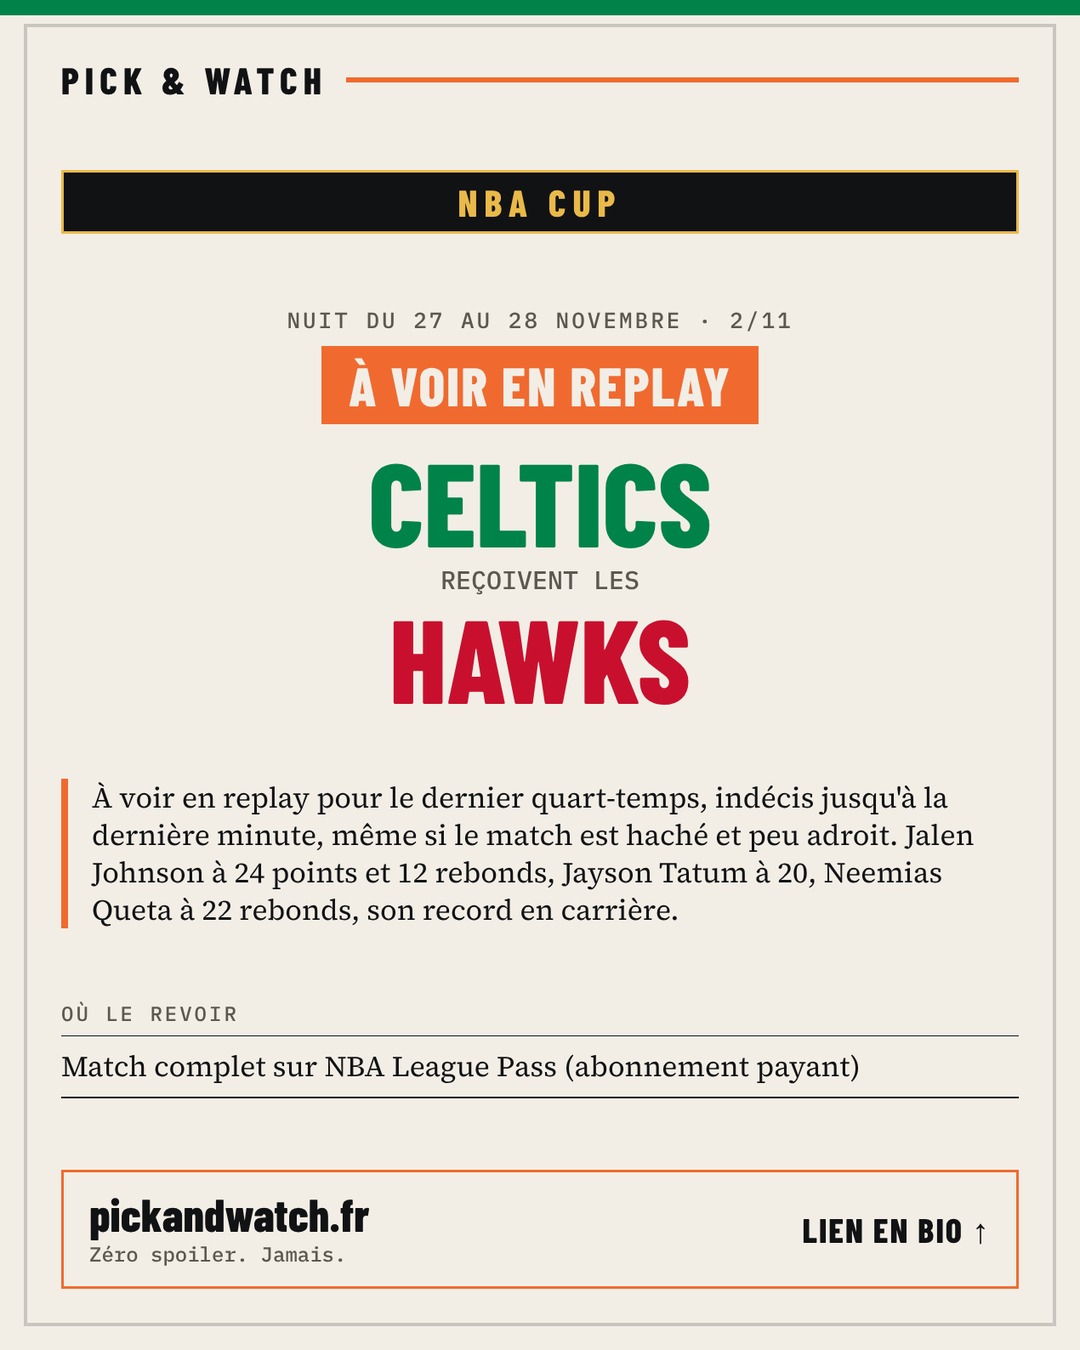 PICK & WATCH
NBA CUP
NUIT DU 27 AU 28 NOVEMBRE · 2/11
À VOIR EN REPLAY
CELTICS
REÇOIVENT LES
HAWKS
À voir en replay pour le dernier quart-temps, indécis jusqu'à la
dernière minute, même si le match est haché et peu adroit. Jalen
Johnson à 24 points et 12 rebonds, Jayson Tatum à 20, Neemias
Queta à 22 rebonds, son record en carrière.
OÙ LE REVOIR
Match complet sur NBA League Pass (abonnement payant)
pickandwatch.fr
Zéro spoiler. Jamais.
LIEN EN BIO ↑